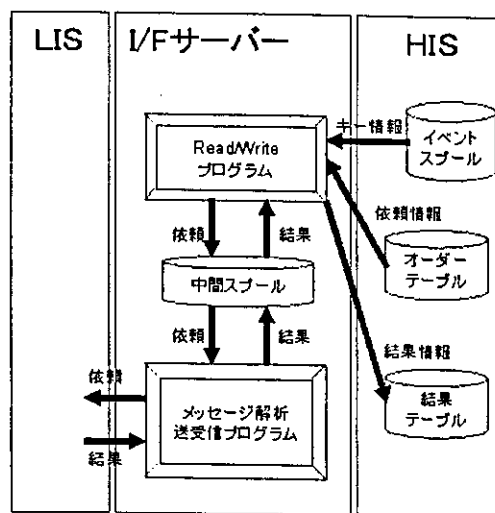 LIS
I/Fサーバー
HIS
キー情報
イベント
スプール
Read/Write
プログラム
依頼情報
依頼
結果
オーダー
テーブル
中間スプール
依頼
結果
結果情報
依頼
結果
テーブル
メッセージ解析
送受信プログラム
結果